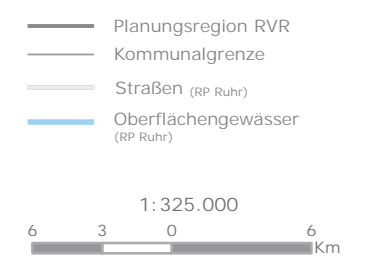 Planungsregion RVR
Kommunalgrenze
Straßen (RP Ruhr)
Oberflächengewässer
(RP Ruhr)
1:325.000
6 3 0 6
Km